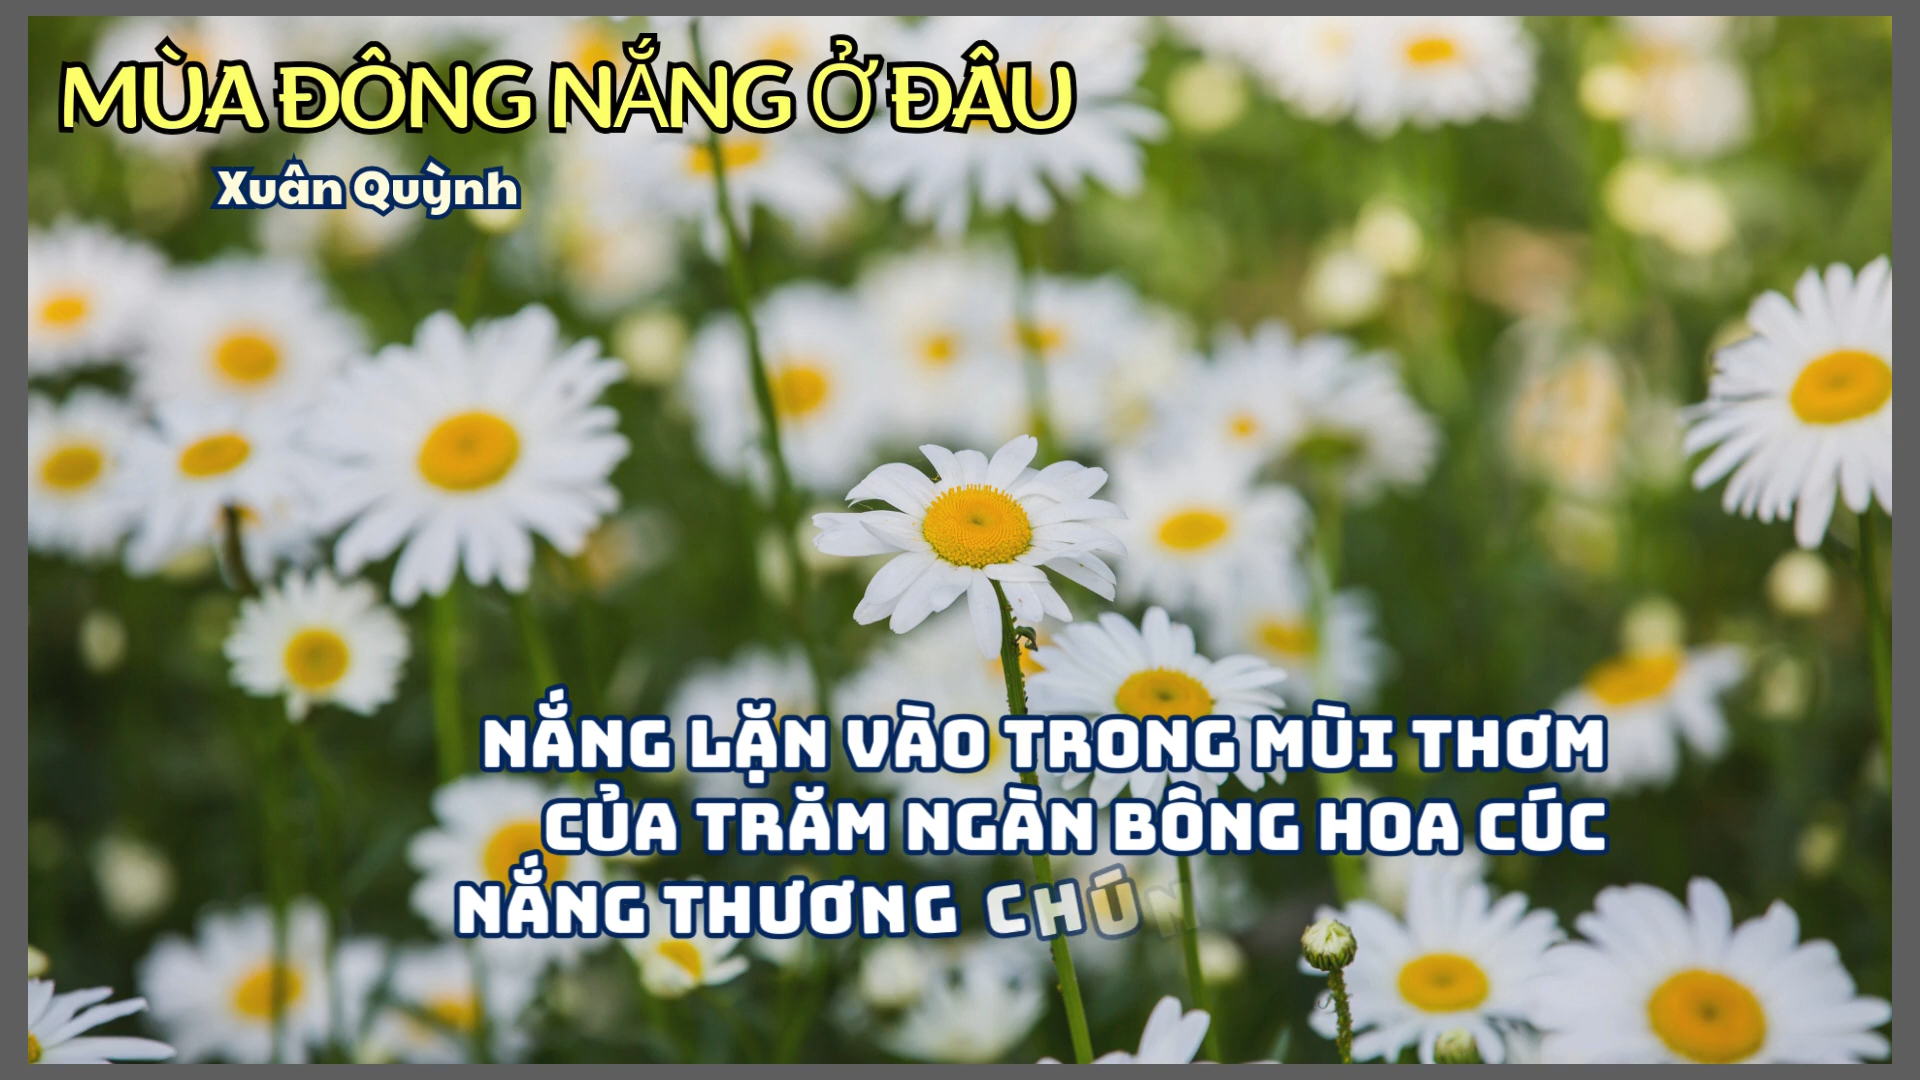 MÙA ĐÔNG NẮNG Ở ĐÂU
Xuân Quỳnh
NẮNG LẶN VÀO TRONG MÙI THƠM
CỦA TRĂM NGÀN BÔNG HOA CÚC
NẮNG THƯƠNG CHÚN